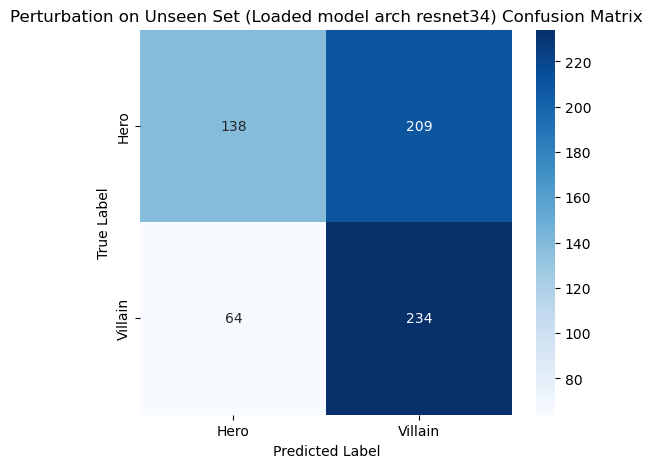 Perturbation on Unseen Set (Loaded model arch resnet34) Confusion Matrix
Hero
138
209
Villain
64
234
True Label
Hero
Villain
Predicted Label
220
200
180
160
140
120
100
80